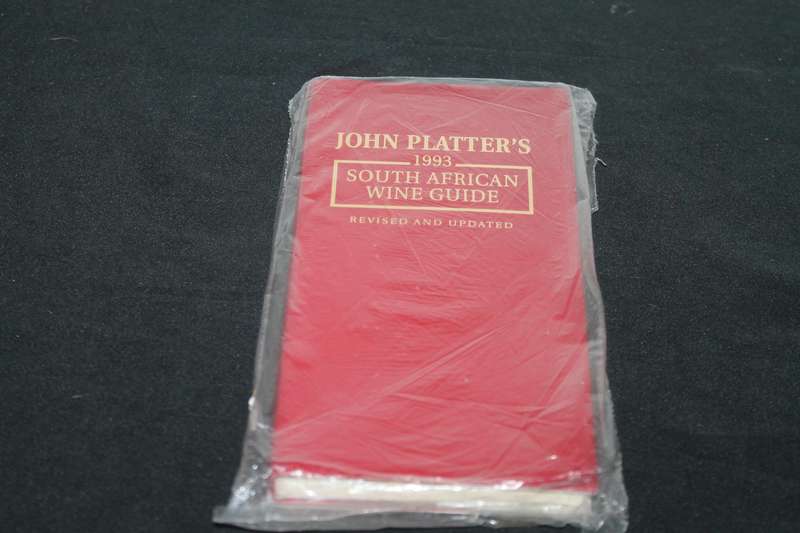 JOHN PLATTER'S
1993
SOUTH AFRICAN
WINE GUIDE
REVISED AND UPDATED